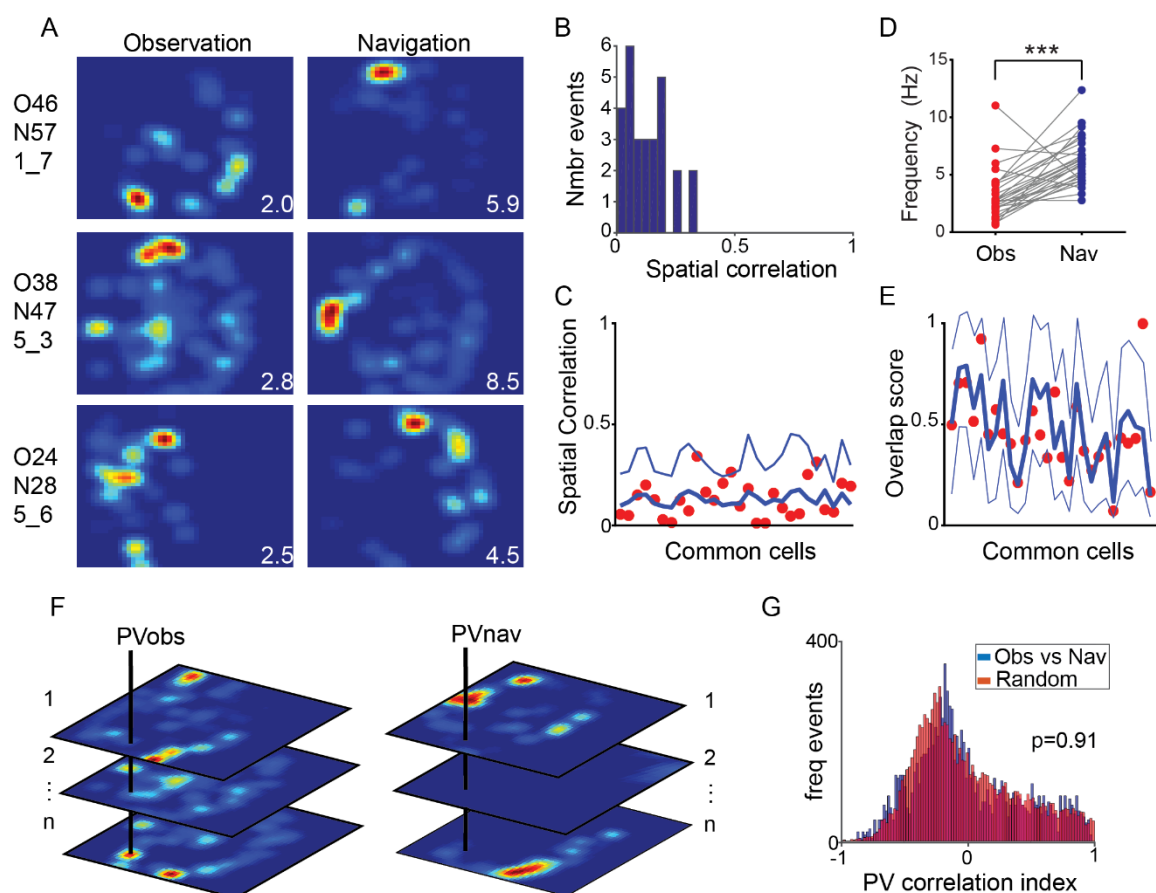 A
Observation
Navigation
O46
N57
1_7
2.0
5.9
O38
N47
5_3
2.8
8.5
O24
N28
5_6
2.5
4.5
B
Nmbr events
6
5
4
3
2
1
0
0
0.5
1
Spatial correlation
C
Spatial Correlation
1
0.5
0
Common cells
D
***
Frequency (Hz)
15
10
5
0
Obs
Nav
E
Overlap score
1
0.5
0
Common cells
F
PVobs
PVnav
1
2
⋮
n
1
2
⋮
n
G
400
0
freq events
Obs vs Nav
Random
p=0.91
-1
0
1
PV correlation index